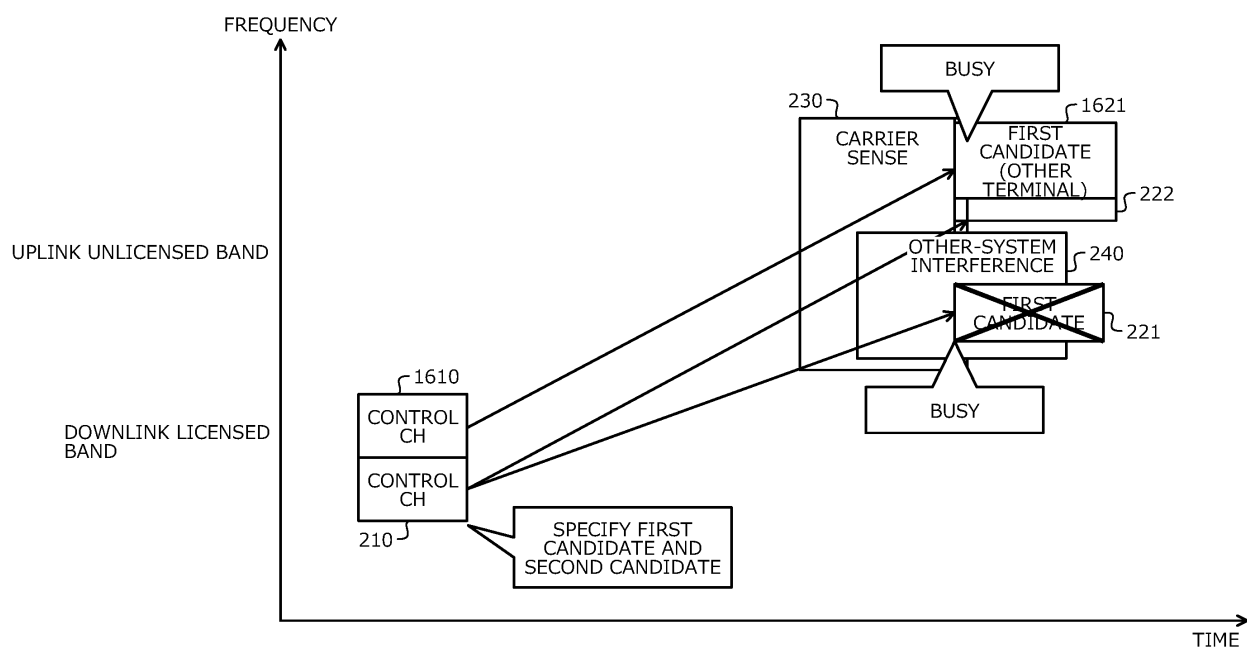 FREQUENCY
BUSY
230
1621
CARRIER
SENSE
FIRST
CANDIDATE
(OTHER
TERMINAL)
222
UPLINK UNLICENSED BAND
OTHER-SYSTEM
INTERFERENCE
240
FIRST
CANDIDATE
221
1610
BUSY
CONTROL
CH
DOWNLINK LICENSED
BAND
CONTROL
CH
210
SPECIFY FIRST
CANDIDATE AND
SECOND CANDIDATE
TIME